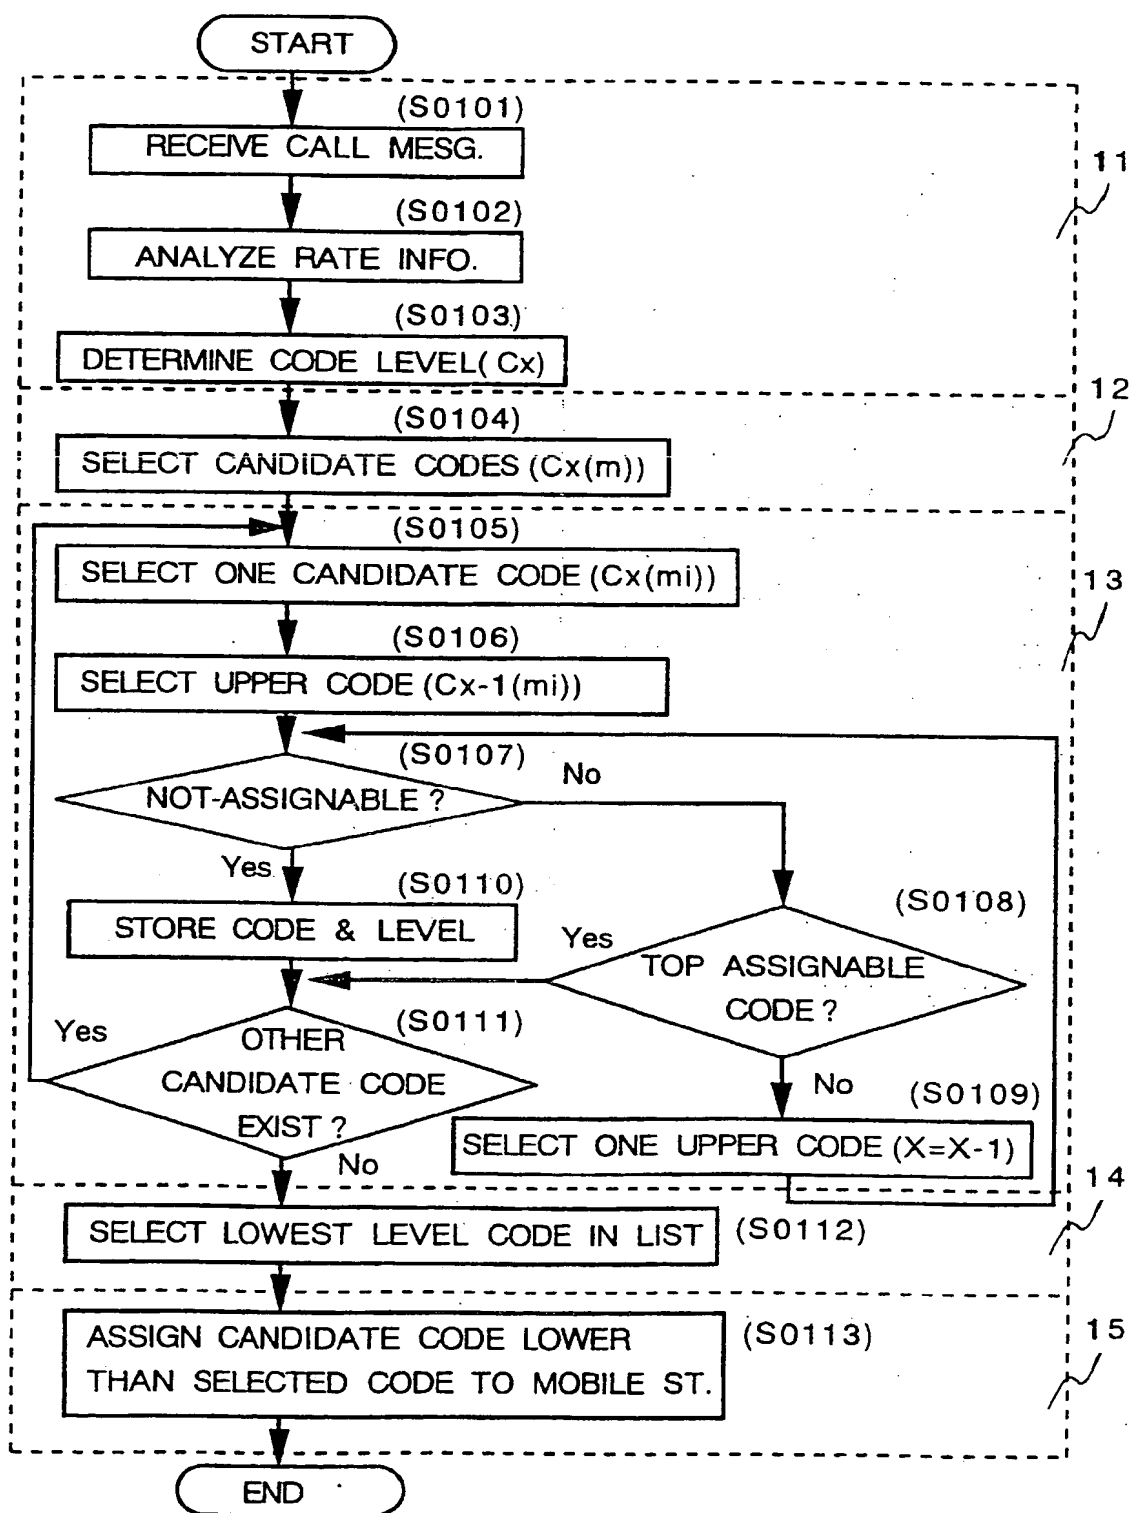 START
(S0101)
RECEIVE CALL MESG.
11
(S0102)
ANALYZE RATE INFO.
(S0103)
DETERMINE CODE LEVEL( Cx)
12
(S0104)
SELECT CANDIDATE CODES (Cx(m))
(S0105)
SELECT ONE CANDIDATE CODE (Cx(mi))
13
(S0106)
SELECT UPPER CODE (Cx-1(mi))
(S0107)
NOT-ASSIGNABLE ?
No
Yes
(S0110)
STORE CODE & LEVEL
(S0108)
Yes
TOP ASSIGNABLE
CODE ?
(S0111)
Yes
OTHER
CANDIDATE CODE
EXIST ?
No
No
(S0109)
SELECT ONE UPPER CODE (X=X-1)
14
SELECT LOWEST LEVEL CODE IN LIST
(S0112)
ASSIGN CANDIDATE CODE LOWER
THAN SELECTED CODE TO MOBILE ST.
(S0113)
15
END